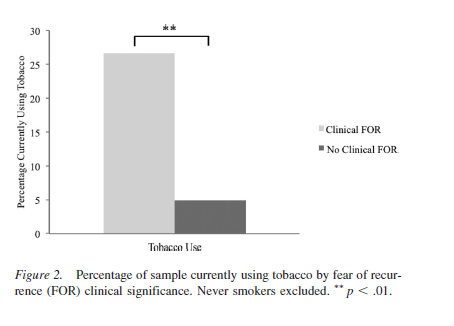 **
30
25
20
15
10
5
0
Percentage Currently Using Tobacco
Clinical FOR
No Clinical FOR
Tobacco Use
Figure 2. Percentage of sample currently using tobacco by fear of recur-
rence (FOR) clinical significance. Never smokers excluded. ** p < .01.